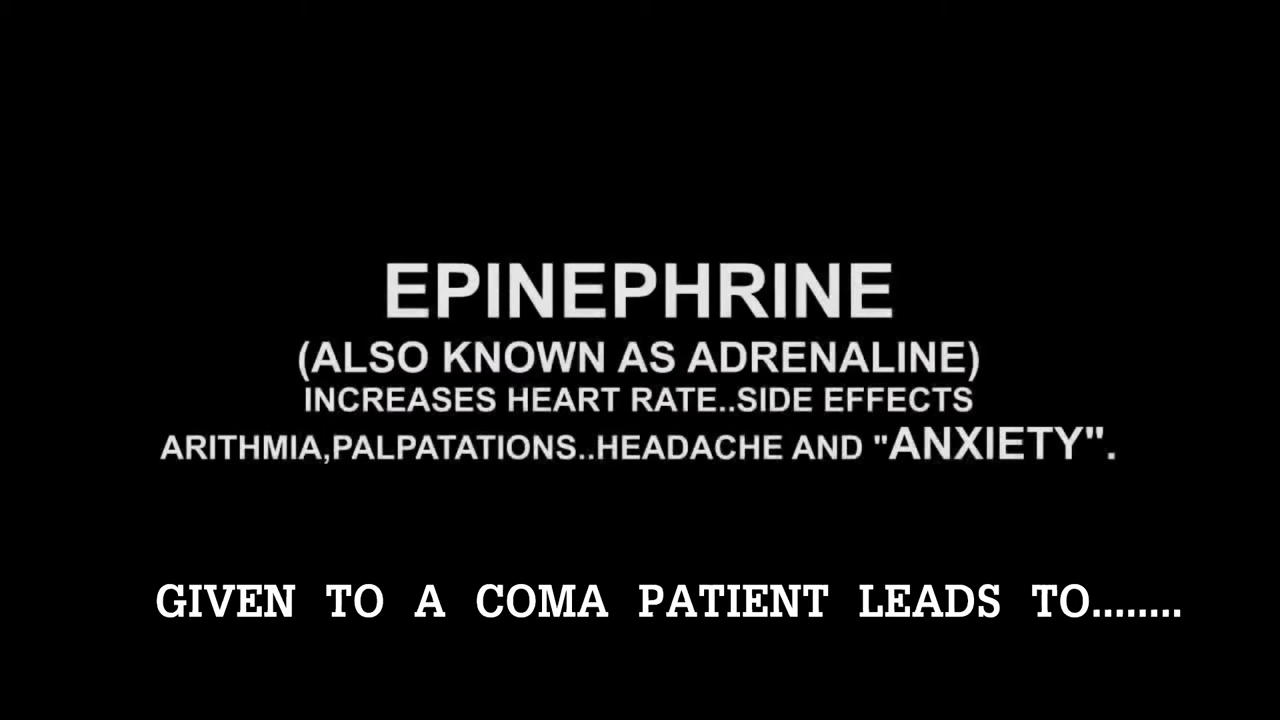 EPINEPHRINE
(ALSO KNOWN AS ADRENALINE)
INCREASES HEART RATE..SIDE EFFECTS
ARITHMIA,PALPATATIONS..HEADACHE AND "ANXIETY".
GIVEN TO A COMA PATIENT LEADS TO........